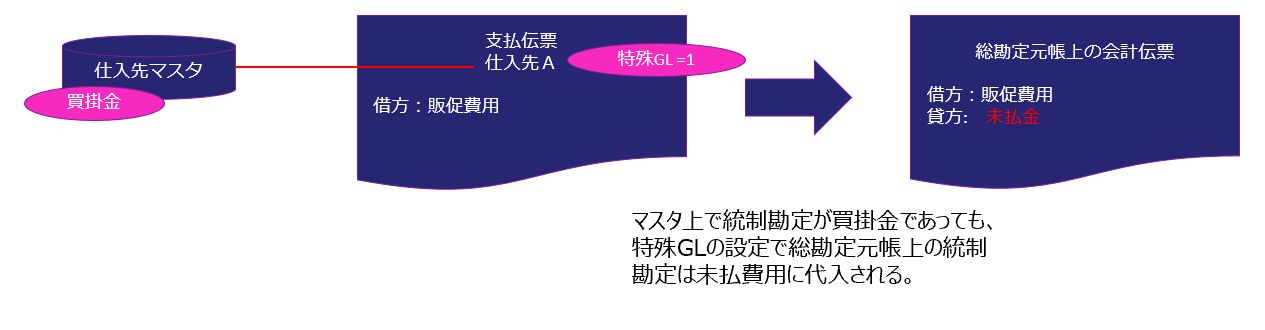 仕入先マスタ
買掛金
支払伝票
仕入先A
特殊GL =1
借方：販促費用
総勘定元帳上の会計伝票
借方：販促費用
貸方: 未払金
マスタ上で統制勘定が買掛金であっても、
特殊GLの設定で総勘定元帳上の統制
勘定は未払費用に代入される。